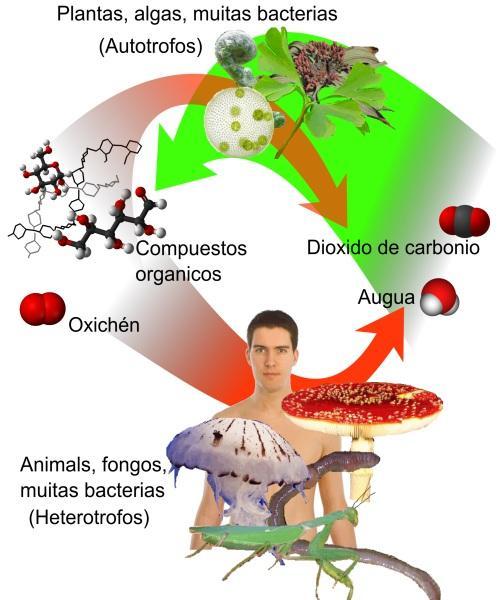 Plantas, algas, muitas bacterias
(Autotrofos)
Compuestos
organicos
Dioxido de carbonio
Augua
Oxichén
Animals, fongos,
muitas bacterias
(Heterotrofos)